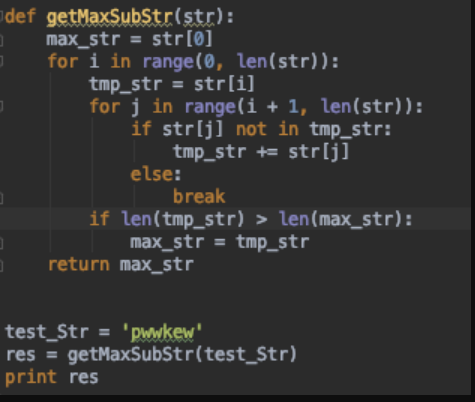 def getMaxSubStr(str):
    max_str = str[0]
    for i in range(0, len(str)):
        tmp_str = str[i]
        for j in range(i + 1, len(str)):
            if str[j] not in tmp_str:
                tmp_str += str[j]
            else:
                break
        if len(tmp_str) > len(max_str):
            max_str = tmp_str
    return max_str
test_Str = 'pwwkew'
res = getMaxSubStr(test_Str)
print res